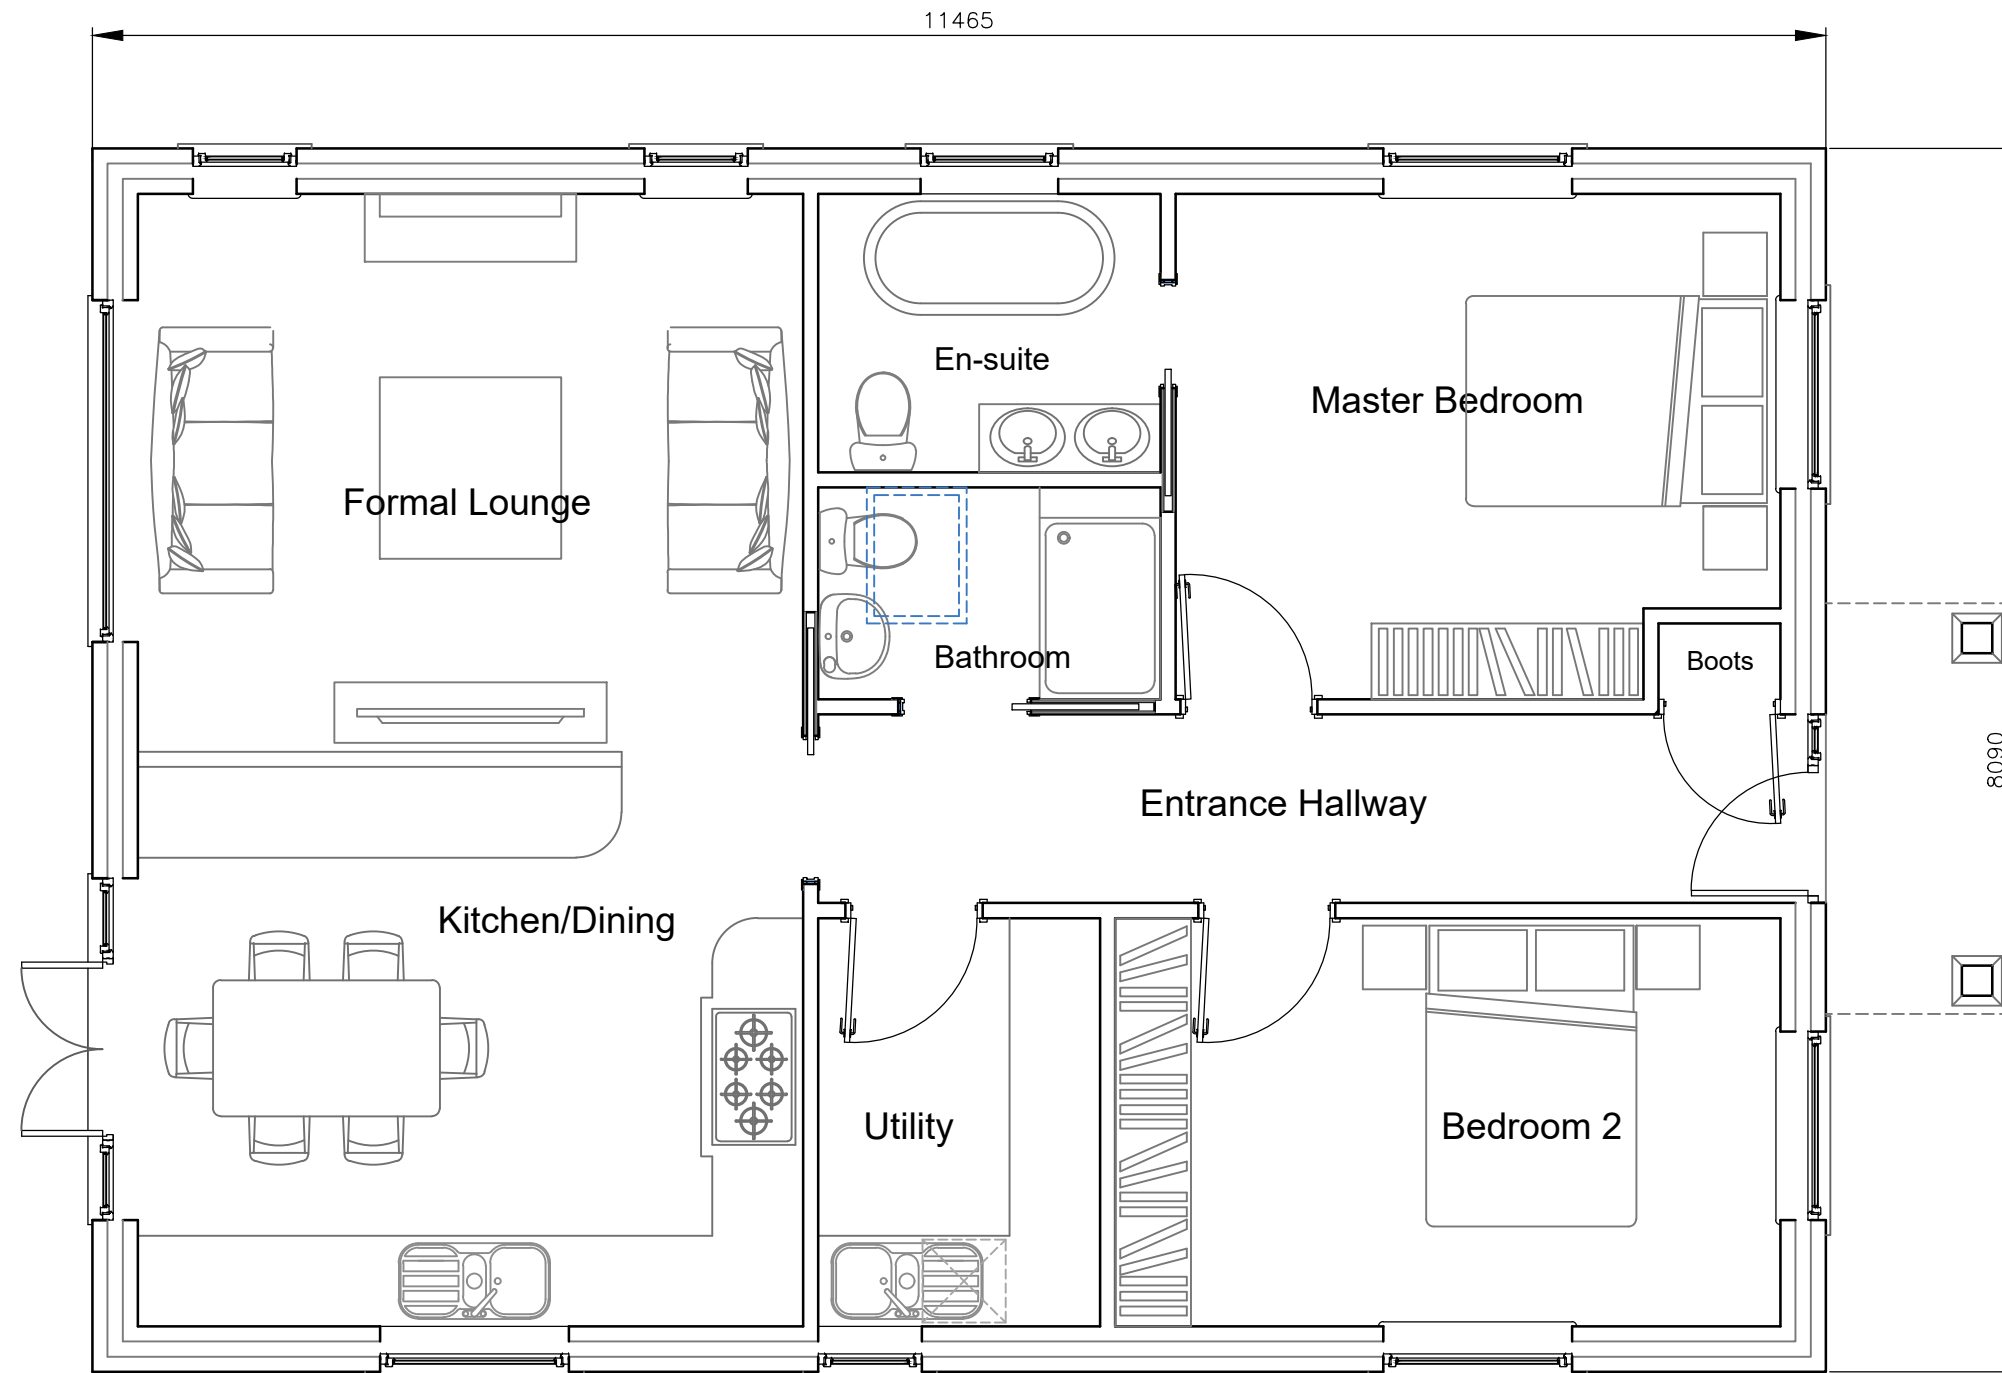 11465
En-suite
Master Bedroom
Formal Lounge
Bathroom
Boots
8090
Entrance Hallway
Kitchen/Dining
Utility
Bedroom 2